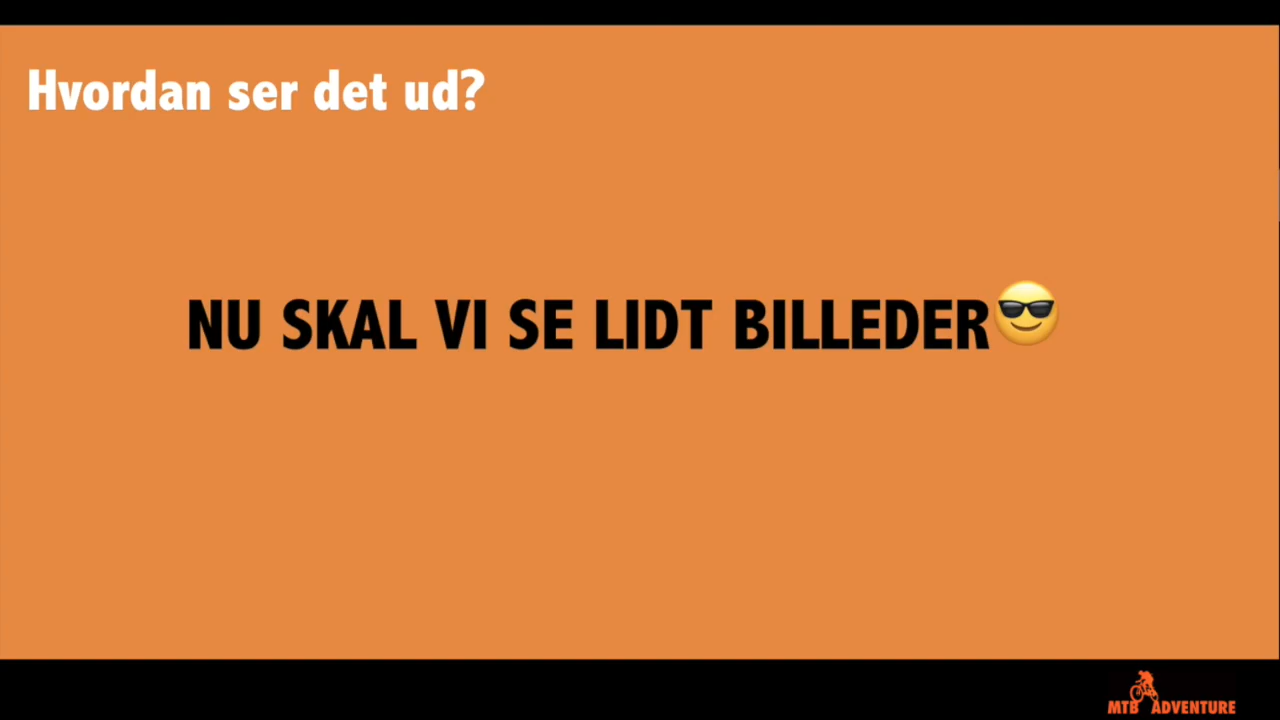 Hvordan ser det ud?
NU SKAL VI SE LIDT BILLEDER😎
MTB ADVENTURE